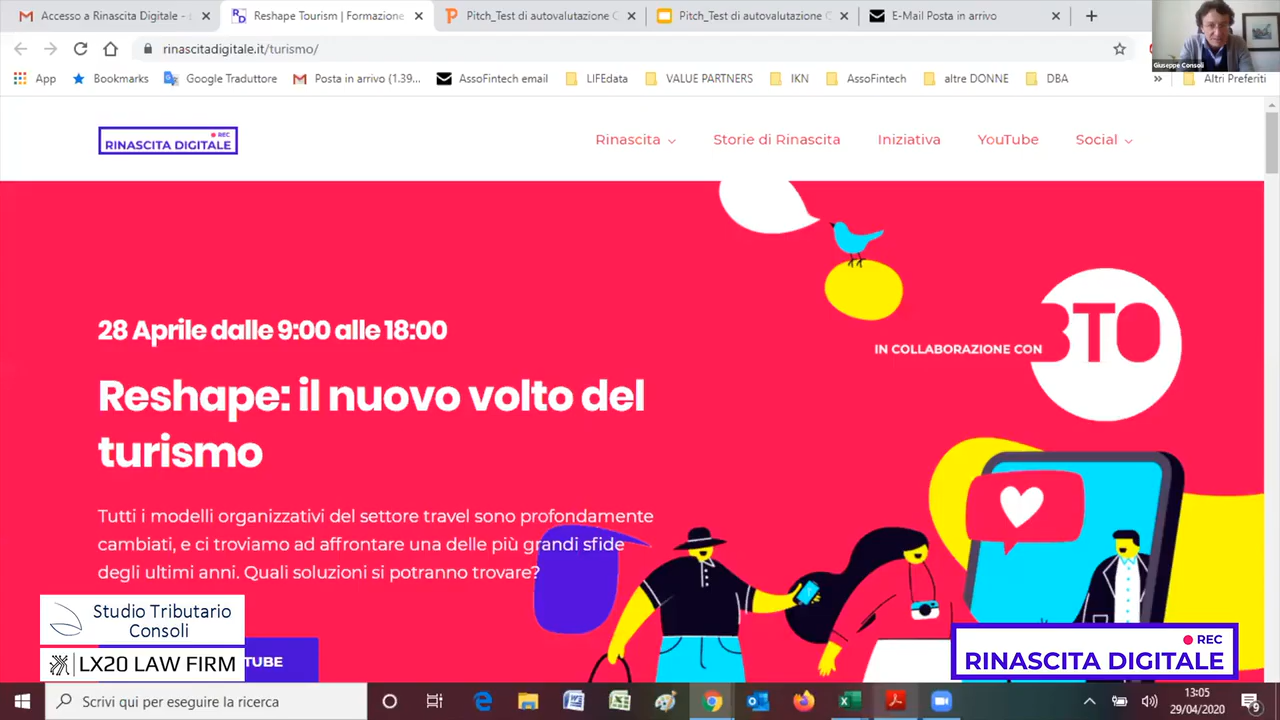 Accesso a Rinascita Digitale -
Reshape Tourism | Formazione
Pitch_Test di autovalutazione C
Pitch_Test di autovalutazione C
E-Mail Posta in arrivo
rinascitadigitale.it/turismo/
Giuseppe Consoli
App
Bookmarks
Google Traduttore
Posta in arrivo (1.39...
AssoFintech email
LIFEdata
VALUE PARTNERS
IKN
AssoFintech
altre DONNE
DBA
»
Altri Preferiti
REC
RINASCITA DIGITALE
Rinascita
Storie di Rinascita
Iniziativa
YouTube
Social
28 Aprile dalle 9:00 alle 18:00
IN COLLABORAZIONE CON
BTO
Reshape: il nuovo volto del
turismo
Tutti i modelli organizzativi del settore travel sono profondamente
cambiati, e ci troviamo ad affrontare una delle più grandi sfide
degli ultimi anni. Quali soluzioni si potranno trovare?
Studio Tributario
Consoli
LX20 LAW FIRM
TUBE
REC
RINASCITA DIGITALE
Scrivi qui per eseguire la ricerca
13:05
29/04/2020
9